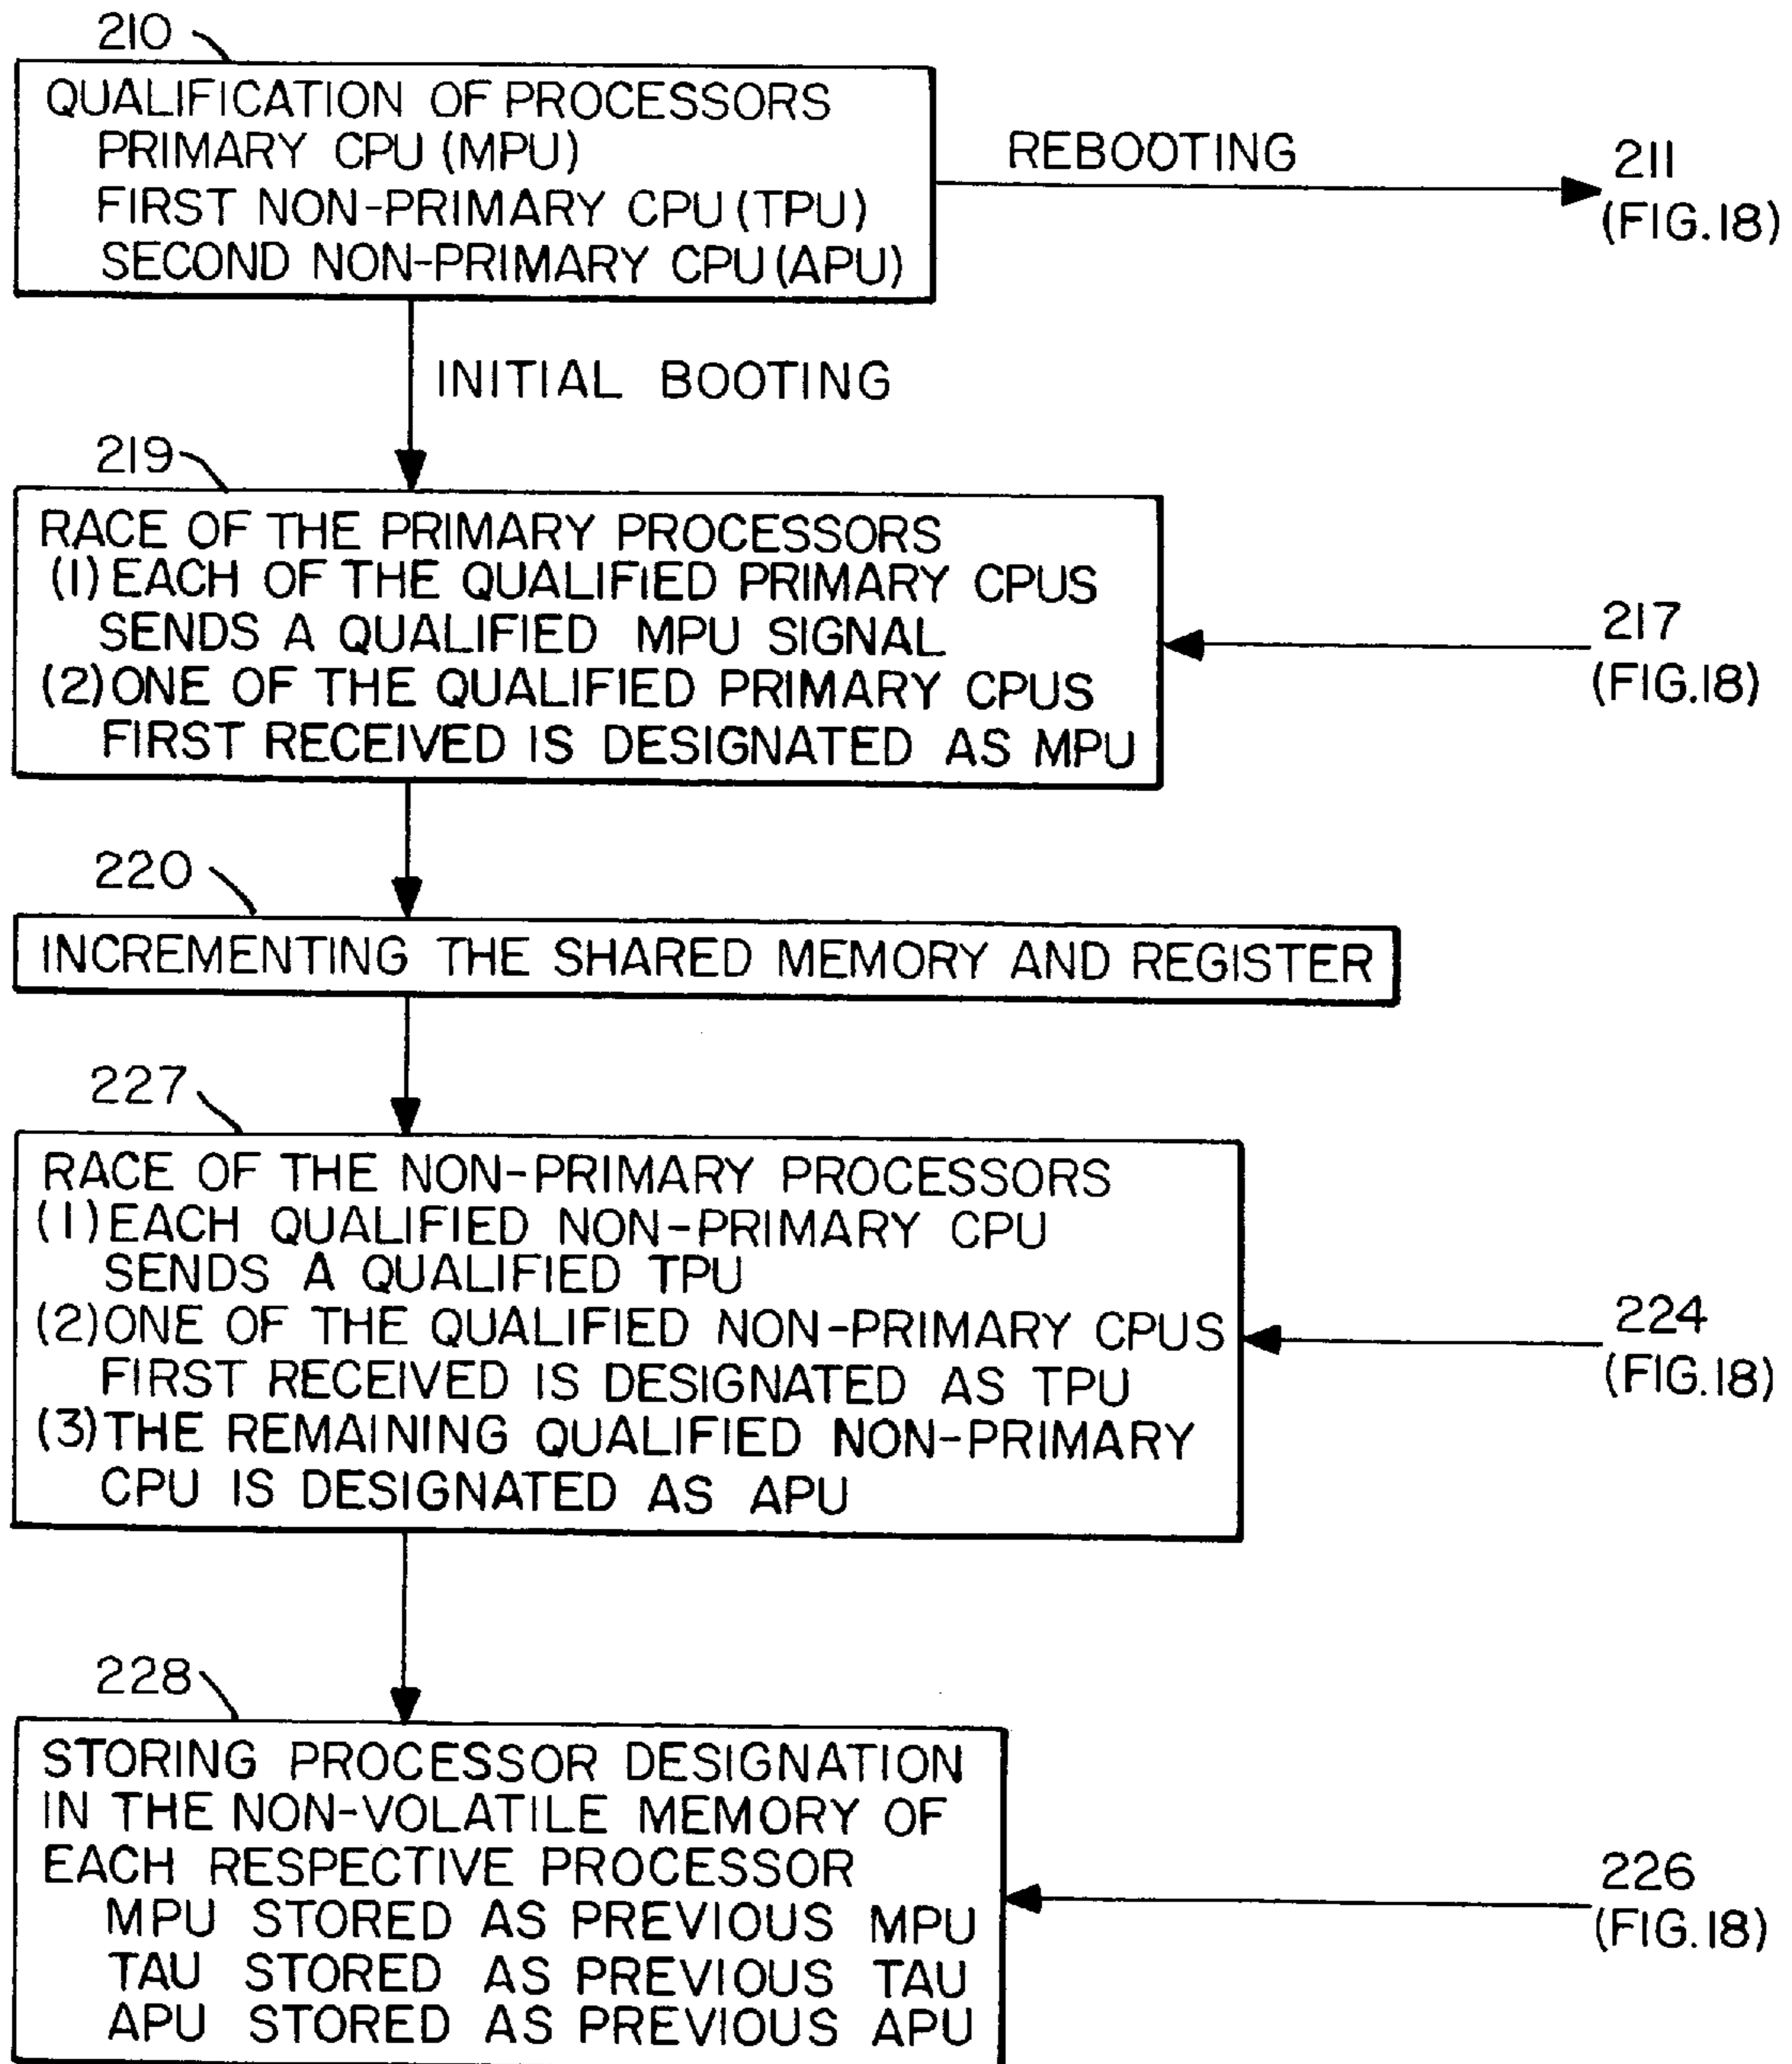 210
QUALIFICATION OF PROCESSORS
PRIMARY CPU (MPU)
FIRST NON-PRIMARY CPU (TPU)
SECOND NON-PRIMARY CPU (APU)
REBOOTING
211
(FIG.18)
INITIAL BOOTING
219
RACE OF THE PRIMARY PROCESSORS
(1) EACH OF THE QUALIFIED PRIMARY CPUS
SENDS A QUALIFIED MPU SIGNAL
(2) ONE OF THE QUALIFIED PRIMARY CPUS
FIRST RECEIVED IS DESIGNATED AS MPU
217
(FIG.18)
220
INCREMENTING THE SHARED MEMORY AND REGISTER
227
RACE OF THE NON-PRIMARY PROCESSORS
(1) EACH QUALIFIED NON-PRIMARY CPU
SENDS A QUALIFIED TPU
(2) ONE OF THE QUALIFIED NON-PRIMARY CPUS
FIRST RECEIVED IS DESIGNATED AS TPU
(3) THE REMAINING QUALIFIED NON-PRIMARY
CPU IS DESIGNATED AS APU
224
(FIG.18)
228
STORING PROCESSOR DESIGNATION
IN THE NON-VOLATILE MEMORY OF
EACH RESPECTIVE PROCESSOR
MPU STORED AS PREVIOUS MPU
TAU STORED AS PREVIOUS TAU
APU STORED AS PREVIOUS APU
226
(FIG.18)